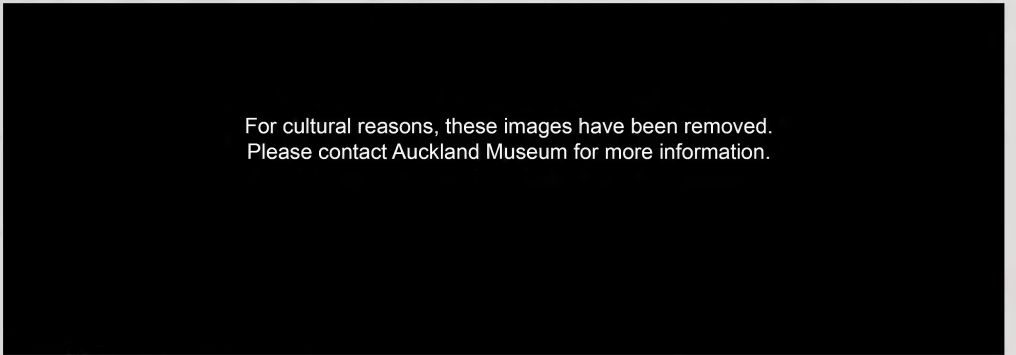 For cultural reasons, these images have been removed.
Please contact Auckland Museum for more information.